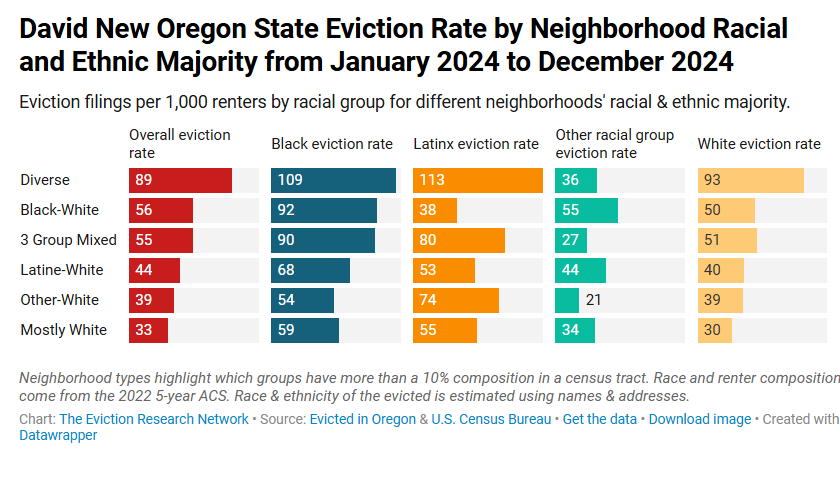 David New Oregon State Eviction Rate by Neighborhood Racial
and Ethnic Majority from January 2024 to December 2024
Eviction filings per 1,000 renters by racial group for different neighborhoods' racial & ethnic majority.
Overall eviction rate Black eviction rate Latinx eviction rate Other racial group eviction rate White eviction rate
Diverse 89 109 113 36 93
Black-White 56 92 38 55 50
3 Group Mixed 55 90 80 27 51
Latine-White 44 68 53 44 40
Other-White 39 54 74 21 39
Mostly White 33 59 55 34 30
Neighborhood types highlight which groups have more than a 10% composition in a census tract. Race and renter composition
come from the 2022 5-year ACS. Race & ethnicity of the evicted is estimated using names & addresses.
Chart: The Eviction Research Network • Source: Evicted in Oregon & U.S. Census Bureau • Get the data • Download image • Created with
Datawrapper